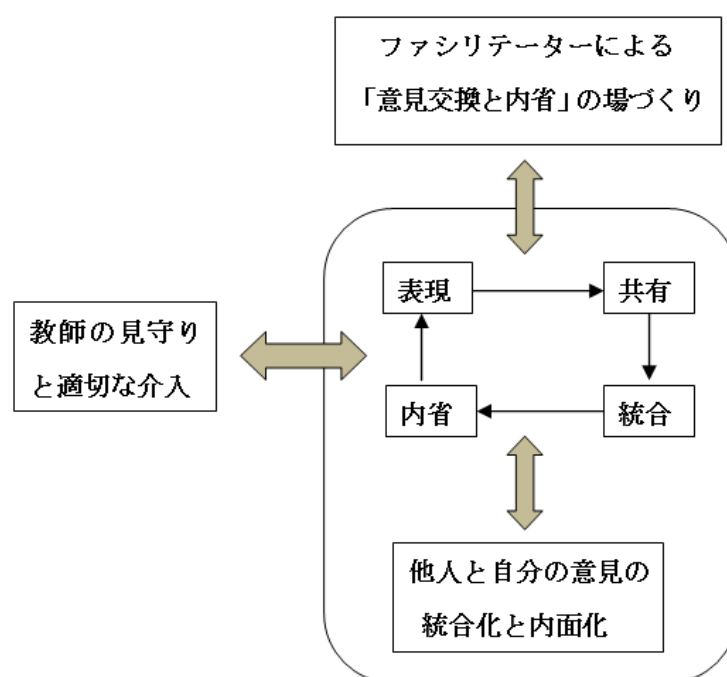 ファシリテーターによる
「意見交換と内省」の場づくり
表現
共有
教師の見守り
と適切な介入
内省
統合
他人と自分の意見の
統合化と内面化